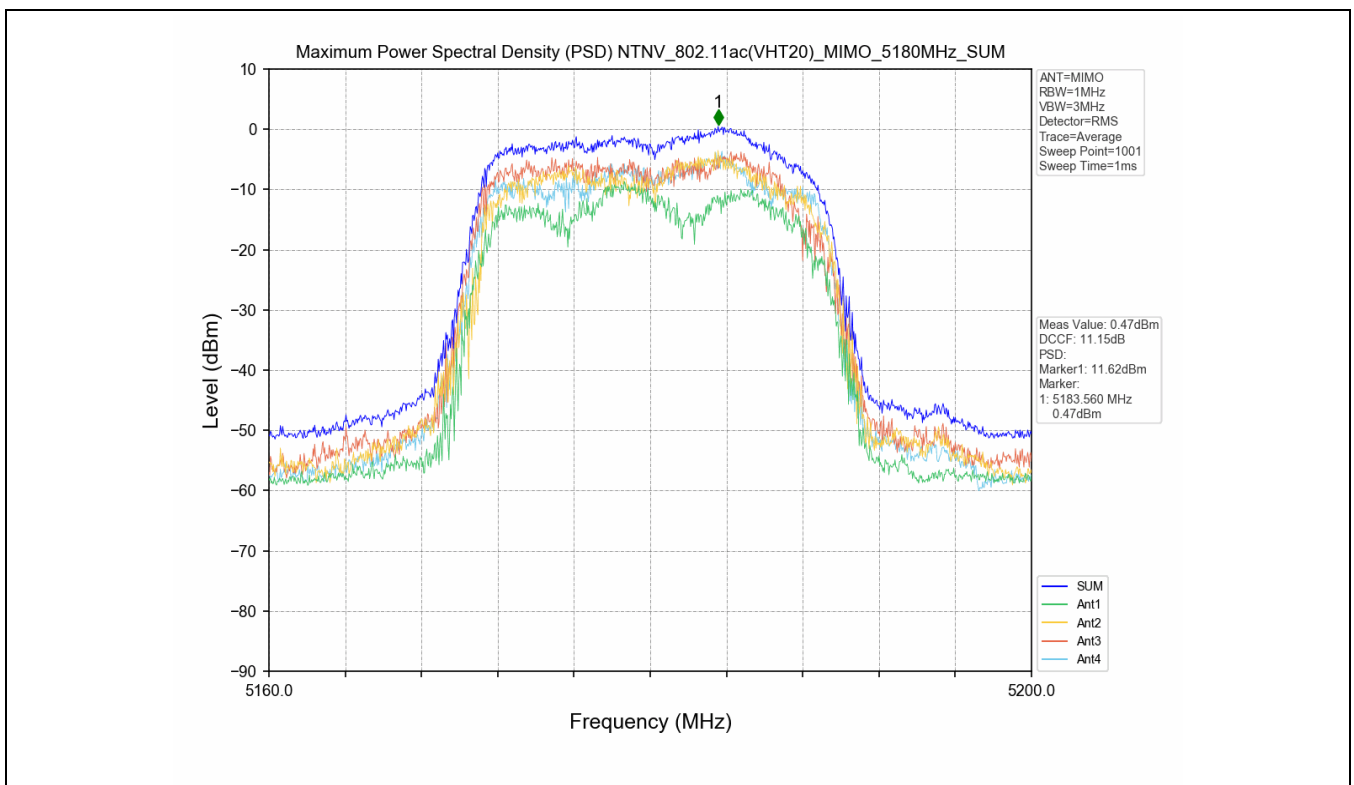 Maximum Power Spectral Density (PSD) NTNV_802.11ac(VHT20)_MIMO_5180MHz_SUM
10
0
−10
−20
−30
−40
−50
−60
−70
−80
−90
Level (dBm)
1
5160.0
5200.0
Frequency (MHz)
ANT=MIMO
RBW=1MHz
VBW=3MHz
Detector=RMS
Trace=Average
Sweep Point=1001
Sweep Time=1ms
Meas Value: 0.47dBm
DCCF: 11.15dB
PSD:
Marker1: 11.62dBm
Marker:
1: 5183.560 MHz
0.47dBm
SUM
Ant1
Ant2
Ant3
Ant4